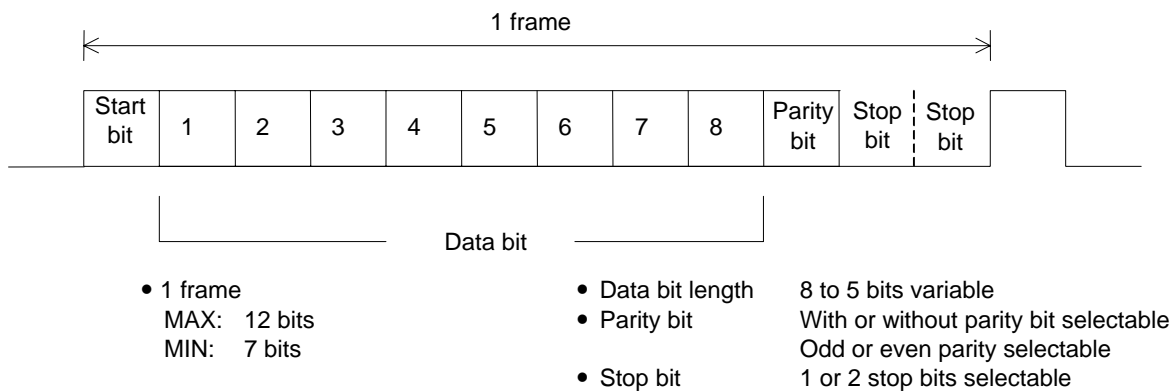 1 frame
Start bit
1 2 3 4 5 6 7 8
Parity bit
Stop bit
Stop bit
Data bit
• 1 frame
MAX: 12 bits
MIN: 7 bits
• Data bit length 8 to 5 bits variable
• Parity bit With or without parity bit selectable
Odd or even parity selectable
• Stop bit 1 or 2 stop bits selectable